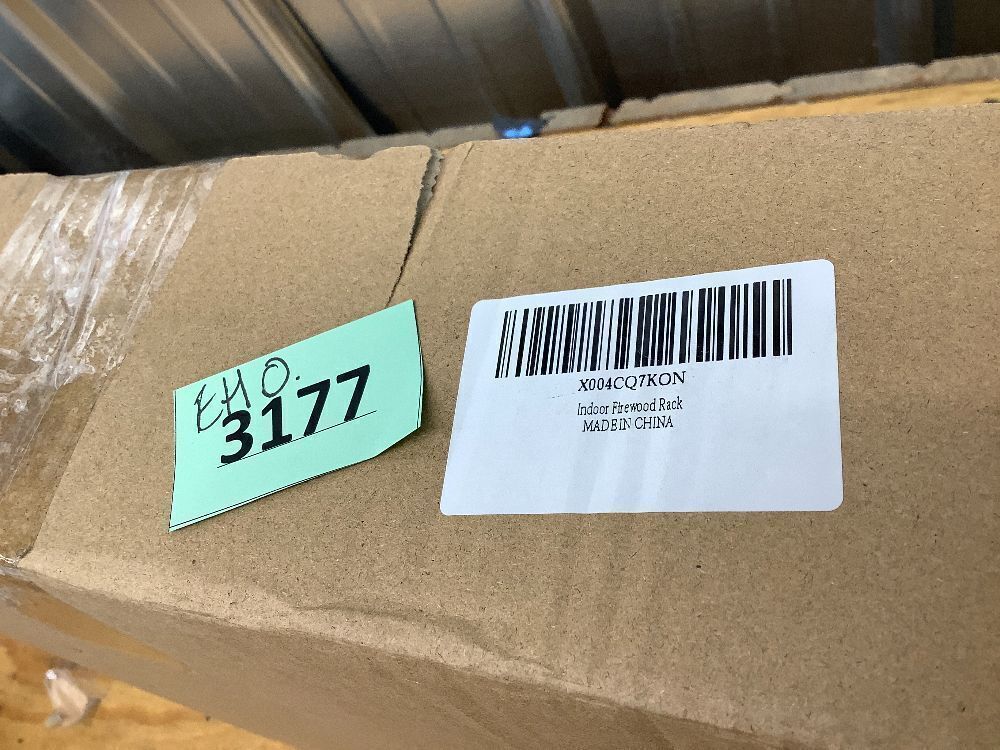 EHO.
3177
X004CQ7KON
Indoor Firewood Rack
MADE IN CHINA